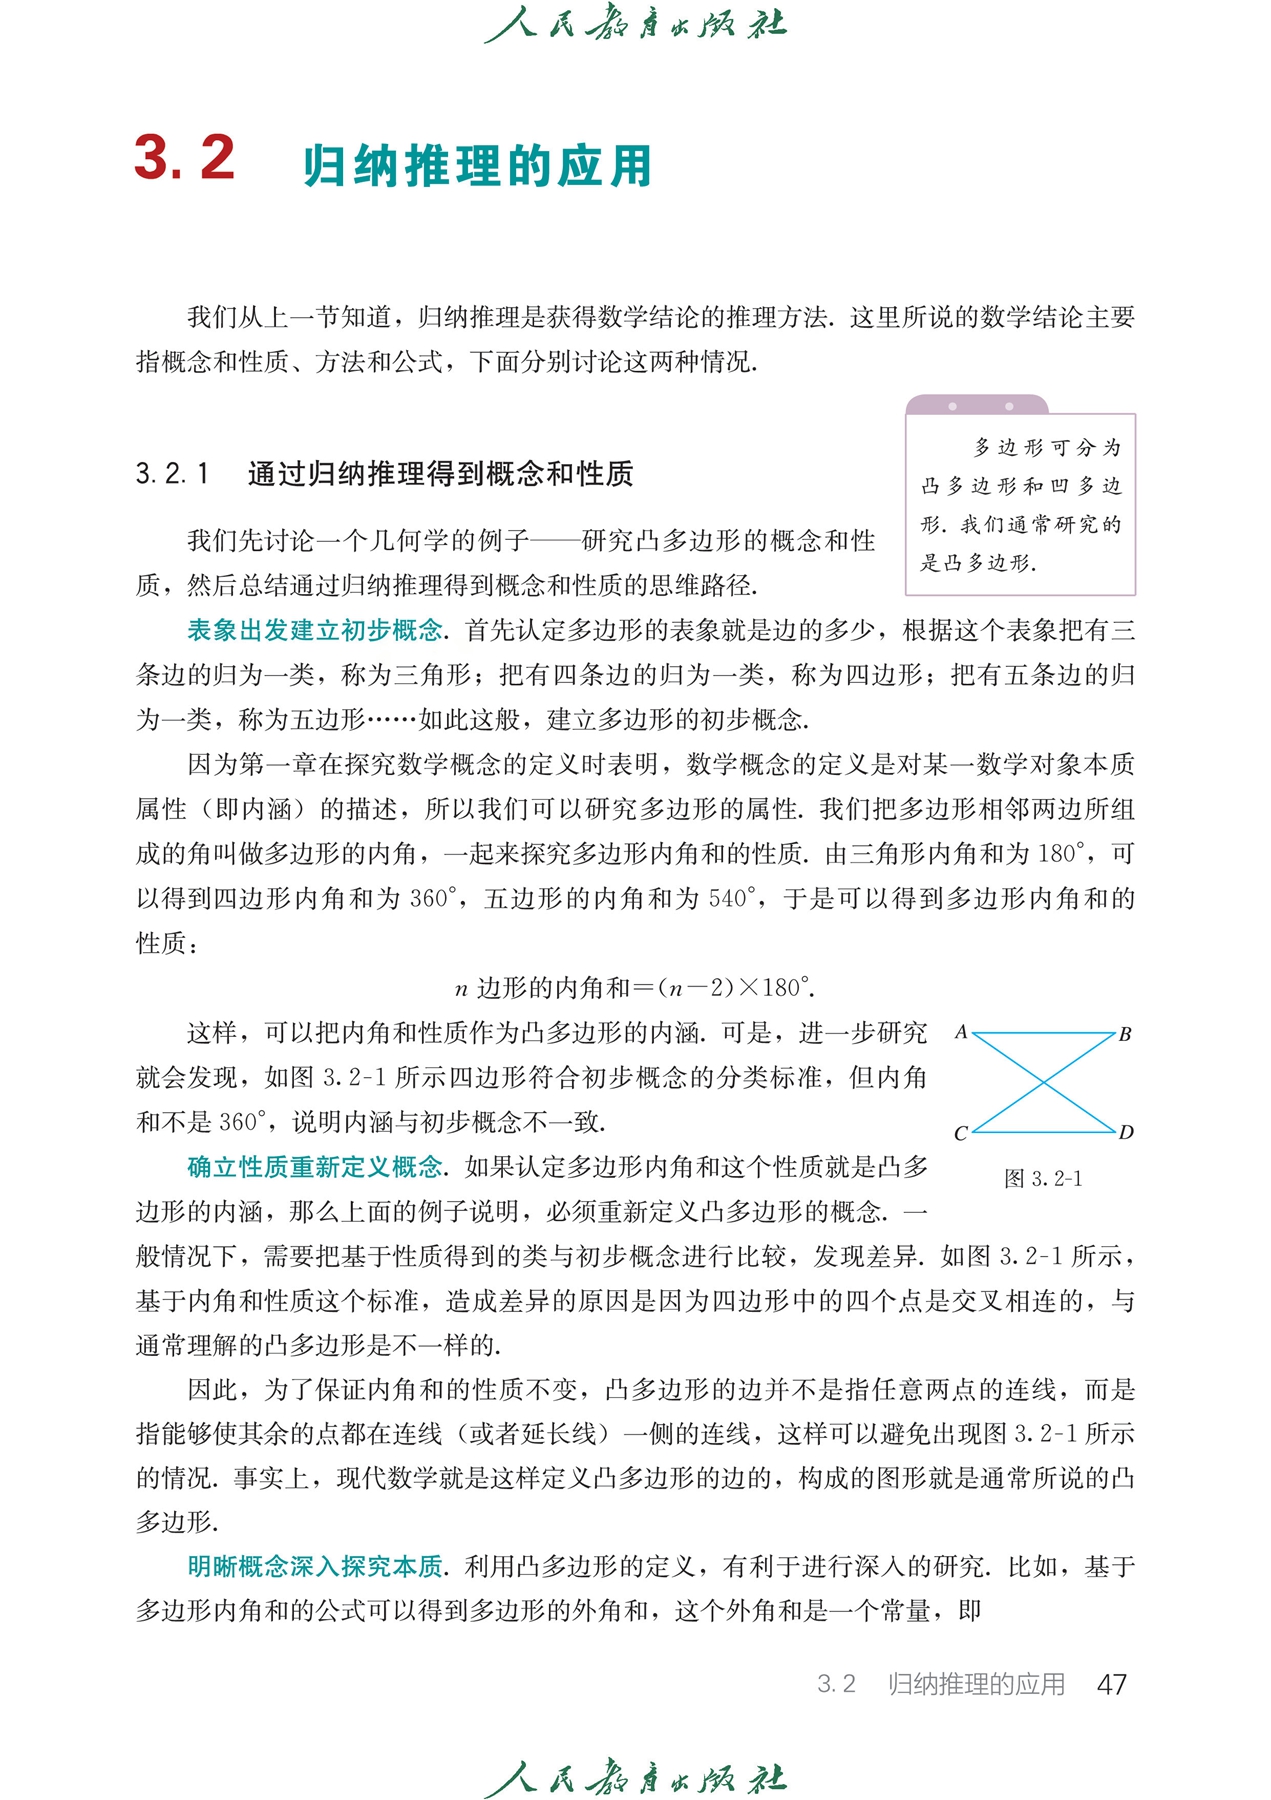 人民教育出版社
3.2 归纳推理的应用
我们从上一节知道，归纳推理是获得数学结论的推理方法．这里所说的数学结论主要
指概念和性质、方法和公式，下面分别讨论这两种情况．
多边形可分为
凸多边形和凹多边
形．我们通常研究的
是凸多边形．
3.2.1 通过归纳推理得到概念和性质
我们先讨论一个几何学的例子——研究凸多边形的概念和性
质，然后总结通过归纳推理得到概念和性质的思维路径．
表象出发建立初步概念．首先认定多边形的表象就是边的多少，根据这个表象把有三
条边的归为一类，称为三角形；把有四条边的归为一类，称为四边形；把有五条边的归
为一类，称为五边形……如此这般，建立多边形的初步概念．
因为第一章在探究数学概念的定义时表明，数学概念的定义是对某一数学对象本质
属性（即内涵）的描述，所以我们可以研究多边形的属性．我们把多边形相邻两边所组
成的角叫做多边形的内角，一起来探究多边形内角和的性质．由三角形内角和为 180°，可
以得到四边形内角和为 360°，五边形的内角和为 540°，于是可以得到多边形内角和的
性质：
n 边形的内角和=(n-2)×180°．
这样，可以把内角和性质作为凸多边形的内涵．可是，进一步研究
就会发现，如图 3.2-1 所示四边形符合初步概念的分类标准，但内角
和不是 360°，说明内涵与初步概念不一致．
A B
C D
图 3.2-1
确立性质重新定义概念．如果认定多边形内角和这个性质就是凸多
边形的内涵，那么上面的例子说明，必须重新定义凸多边形的概念．一
般情况下，需要把基于性质得到的类与初步概念进行比较，发现差异．如图 3.2-1 所示，
基于内角和性质这个标准，造成差异的原因是因为四边形中的四个点是交叉相连的，与
通常理解的凸多边形是不一样的．
因此，为了保证内角和的性质不变，凸多边形的边并不是指任意两点的连线，而是
指能够使其余的点都在连线（或者延长线）一侧的连线，这样可以避免出现图 3.2-1 所示
的情况．事实上，现代数学就是这样定义凸多边形的边的，构成的图形就是通常所说的凸
多边形．
明晰概念深入探究本质．利用凸多边形的定义，有利于进行深入的研究．比如，基于
多边形内角和的公式可以得到多边形的外角和，这个外角和是一个常量，即
3.2 归纳推理的应用 47
人民教育出版社